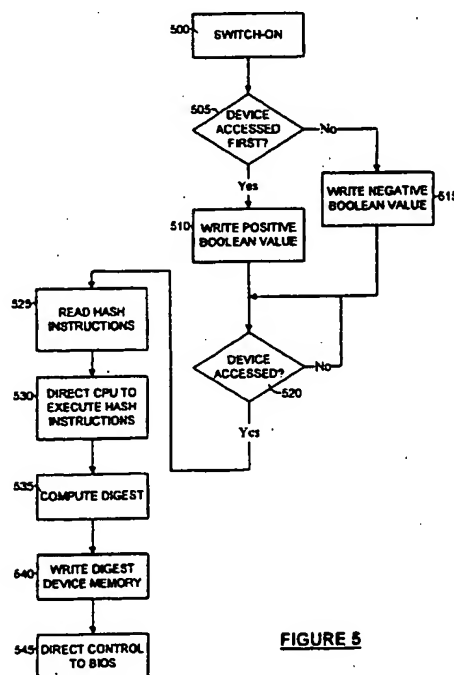 500
SWITCH-ON
505
DEVICE
ACCESSED
FIRST?
No
Yes
WRITE NEGATIVE
BOOLEAN VALUE
515
510
WRITE POSITIVE
BOOLEAN VALUE
DEVICE
ACCESSED?
No
520
Yes
525
READ HASH
INSTRUCTIONS
530
DIRECT CPU TO
EXECUTE HASH
INSTRUCTIONS
535
COMPUTE DIGEST
540
WRITE DIGEST
DEVICE MEMORY
545
DIRECT CONTROL
TO BIOS
FIGURE 5